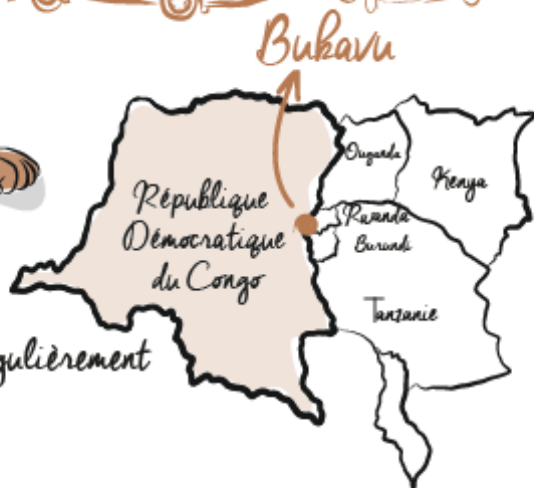 Bukavu
Ouganda
Kenya
République
Démocratique
du Congo
Rwanda
Burundi
Tanzanie
gulièrement